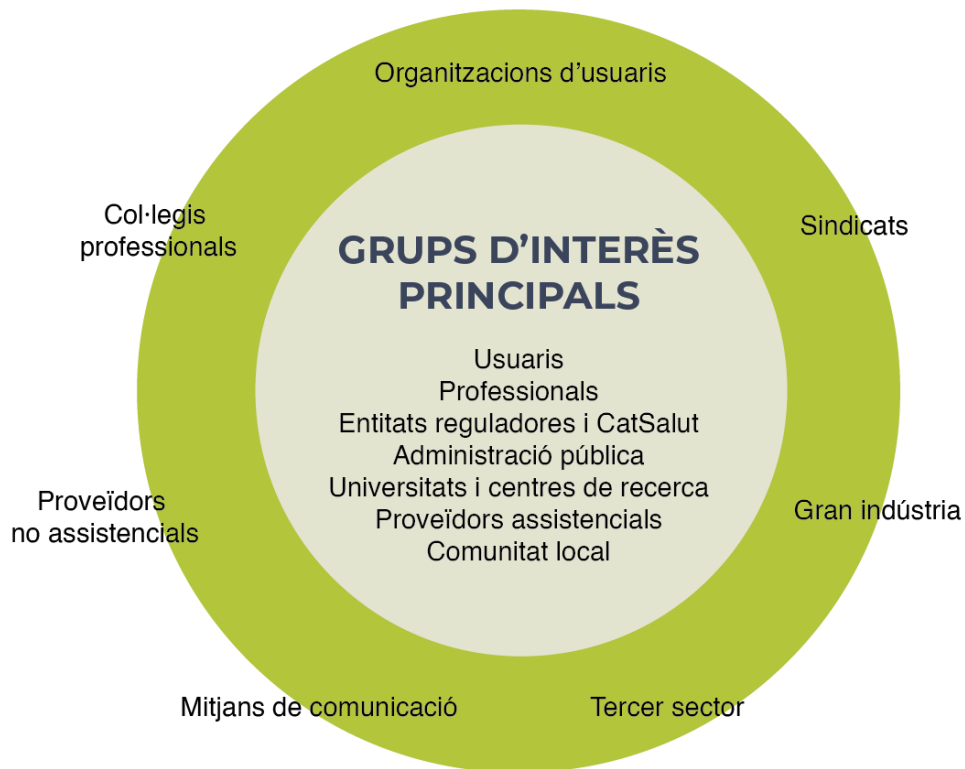 Organitzacions d’usuaris
Col·legis
professionals
Sindicats
GRUPS D’INTERÈS
PRINCIPALS
Usuaris
Professionals
Entitats reguladores i CatSalut
Administració pública
Universitats i centres de recerca
Proveïdors assistencials
Comunitat local
Proveïdors
no assistencials
Gran indústria
Mitjans de comunicació
Tercer sector